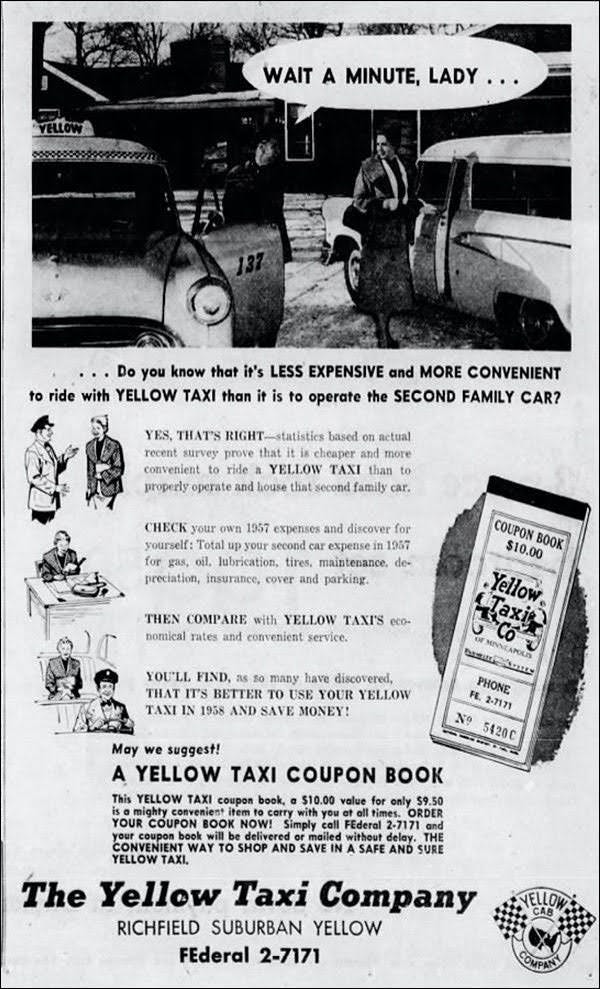 WAIT A MINUTE, LADY . . .
YELLOW
137
. . . Do you know that it's LESS EXPENSIVE and MORE CONVENIENT
to ride with YELLOW TAXI than it is to operate the SECOND FAMILY CAR?
YES, THAT'S RIGHT—statistics based on actual
recent survey prove that it is cheaper and more
convenient to ride a YELLOW TAXI than to
properly operate and house that second family car.
CHECK your own 1957 expenses and discover for
yourself: Total up your second car expense in 1957
for gas, oil, lubrication, tires, maintenance, de-
preciation, insurance, cover and parking.
THEN COMPARE with YELLOW TAXI'S eco-
nomical rates and convenient service.
YOU'LL FIND, as so many have discovered,
THAT IT'S BETTER TO USE YOUR YELLOW
TAXI IN 1958 AND SAVE MONEY!
COUPON BOOK
$10.00
Yellow
Taxi
Co
OF MINNEAPOLIS
SYSTEM
PHONE
FE. 2-7171
Nº 5420C
May we suggest!
A YELLOW TAXI COUPON BOOK
This YELLOW TAXI coupon book, a $10.00 value for only $9.50
is a mighty convenient item to carry with you at all times. ORDER
YOUR COUPON BOOK NOW! Simply call FEderal 2-7171 and
your coupon book will be delivered or mailed without delay. THE
CONVENIENT WAY TO SHOP AND SAVE IN A SAFE AND SURE
YELLOW TAXI.
The Yellow Taxi Company
RICHFIELD SUBURBAN YELLOW
FEderal 2-7171
YELLOW
CAB
COMPANY